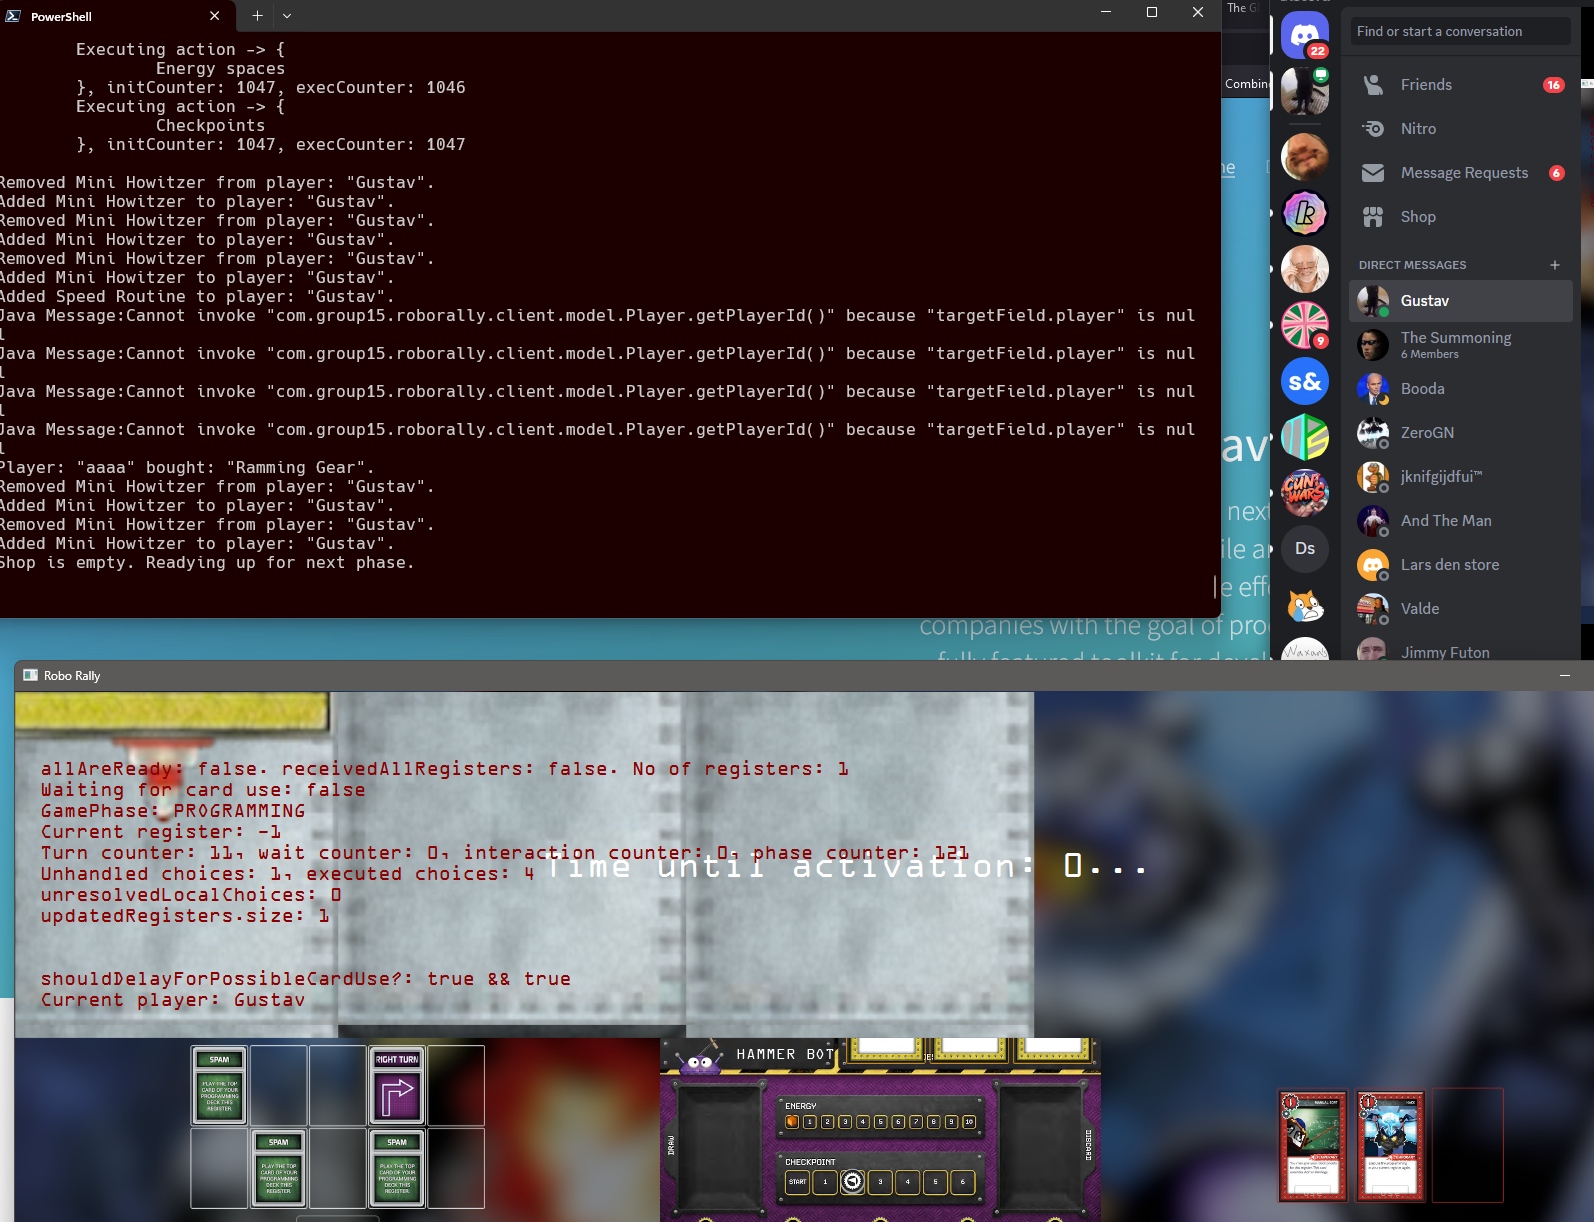 PowerShell
Executing action -> {
Energy spaces
}, initCounter: 1047, execCounter: 1046
Executing action -> {
Checkpoints
}, initCounter: 1047, execCounter: 1047
Removed Mini Howitzer from player: "Gustav".
Added Mini Howitzer to player: "Gustav".
Removed Mini Howitzer from player: "Gustav".
Added Mini Howitzer to player: "Gustav".
Removed Mini Howitzer from player: "Gustav".
Added Mini Howitzer to player: "Gustav".
Added Speed Routine to player: "Gustav".
Java Message:Cannot invoke "com.group15.roborally.client.model.Player.getPlayerId()" because "targetField.player" is nul
l
Java Message:Cannot invoke "com.group15.roborally.client.model.Player.getPlayerId()" because "targetField.player" is nul
l
Java Message:Cannot invoke "com.group15.roborally.client.model.Player.getPlayerId()" because "targetField.player" is nul
l
Java Message:Cannot invoke "com.group15.roborally.client.model.Player.getPlayerId()" because "targetField.player" is nul
l
Player: "aaaa" bought: "Ramming Gear".
Removed Mini Howitzer from player: "Gustav".
Added Mini Howitzer to player: "Gustav".
Removed Mini Howitzer from player: "Gustav".
Added Mini Howitzer to player: "Gustav".
Shop is empty. Readying up for next phase.
The G
Combin
ne
av
next
ile a
e eff
companies with the goal of pro
22
Find or start a conversation
Friends 16
Nitro
Message Requests 6
Shop
DIRECT MESSAGES +
Gustav
The Summoning
6 Members
Booda
ZeroGN
jknifgijdfui™
And The Man
Lars den store
Valde
Jimmy Futon
9
s&
GUN WARS
Ds
Waxans
Robo Rally
allAreReady: false. receivedAllRegisters: false. No of registers: 1
Waiting for card use: false
GamePhase: PROGRAMMING
Current register: -1
Turn counter: 11, wait counter: 0, interaction counter: 0, phase counter: 121
Unhandled choices: 1, executed choices: 4
Time until activation: 0...
unresolvedLocalChoices: 0
updatedRegisters.size: 1
shouldDelayForPossibleCardUse?: true && true
Current player: Gustav
SPAM
PLAY THE TOP
CARD OF YOUR
PROGRAMMING
DECK THIS
REGISTER.
RIGHT TURN
SPAM
PLAY THE TOP
CARD OF YOUR
PROGRAMMING
DECK THIS
REGISTER.
SPAM
PLAY THE TOP
CARD OF YOUR
PROGRAMMING
DECK THIS
REGISTER.
HAMMER BOT
ENERGY
1 2 3 4 5 6 7 8 9 10
CHECKPOINT
START 1 3 4 5 6
DRAW
DISCARD
HACK